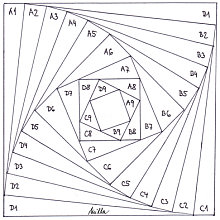 A1 A2 A3 A4 B1
A5 B2
A6 B3
A7 B4
D7 D8 D9 A8 B5
D6 A9 B6
D5 C9 B7
D4 C8 B9 B8
D3 C7
D2 C6 C5 C4 C3 C2 C1
D1